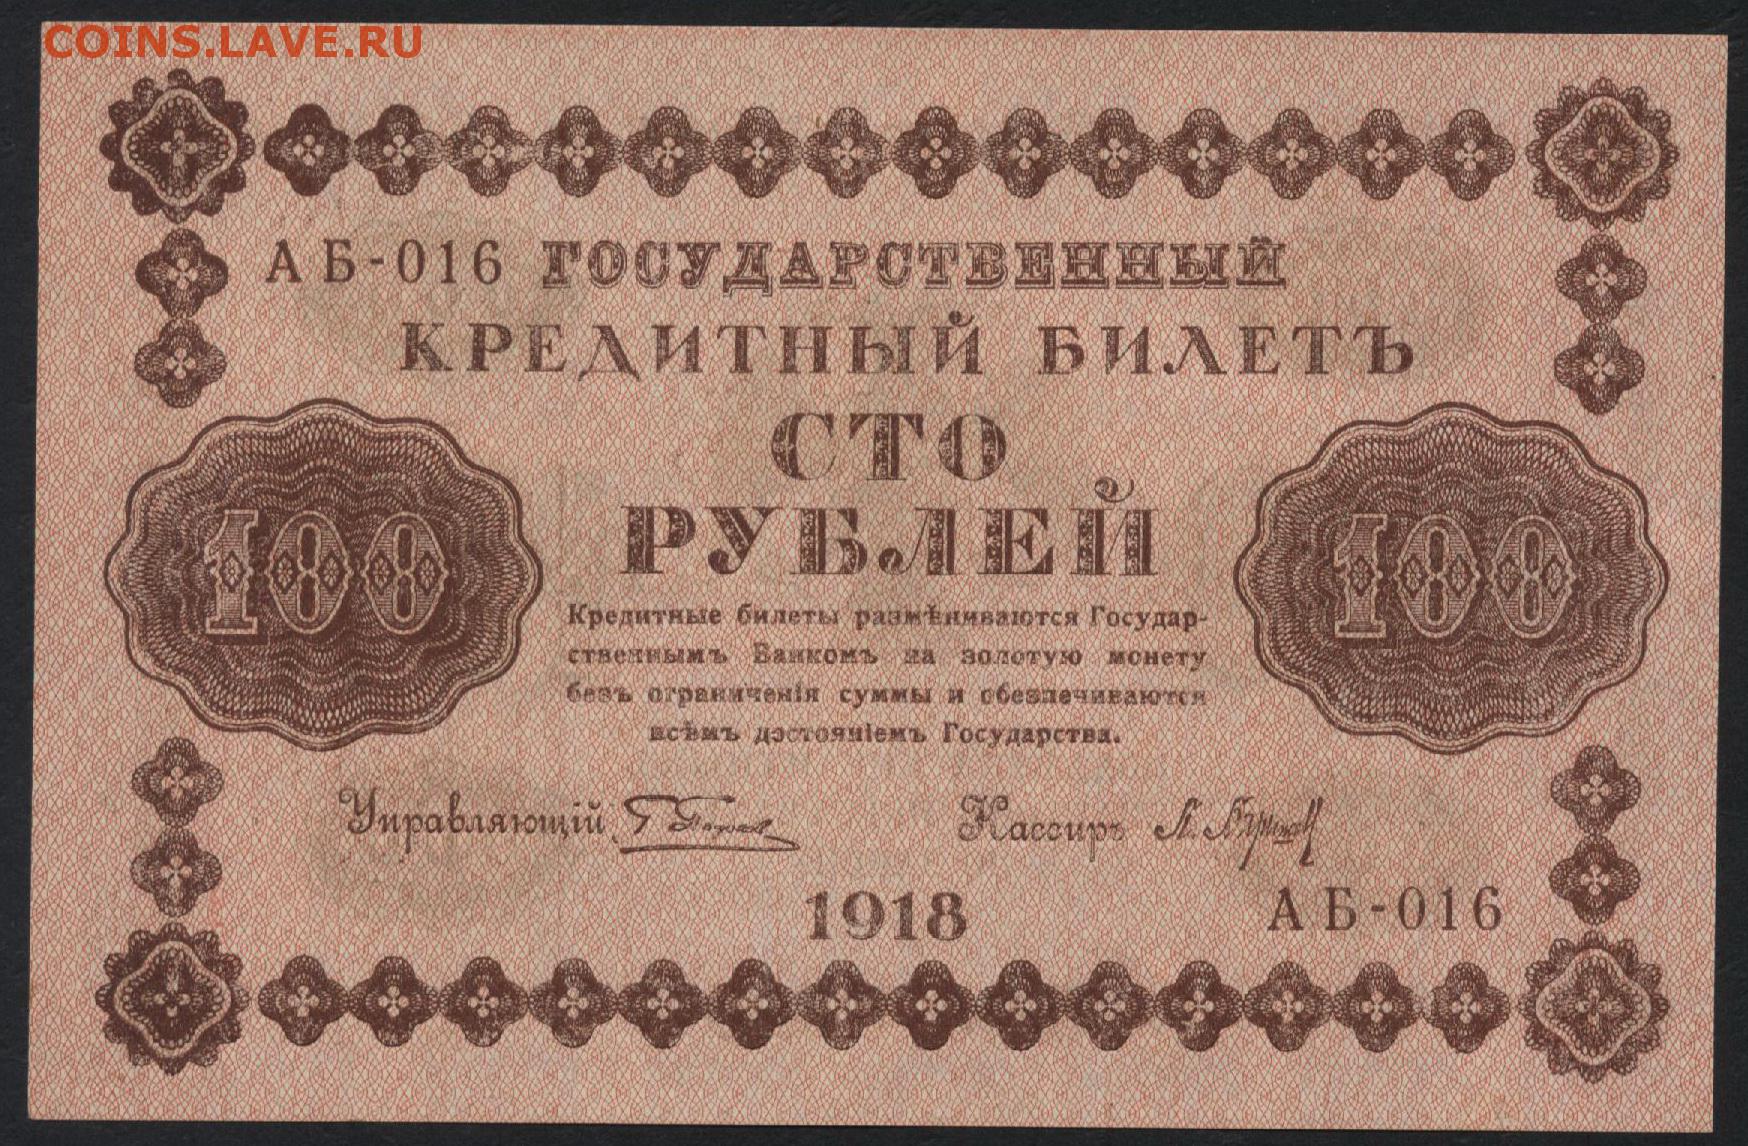 COINS.LAVE.RU
АБ-016 ГОСУДАРСТВЕННЫЙ
КРЕДИТНЫЙ БИЛЕТЪ
СТО
РУБЛЕЙ
100
100
Кредитные билеты размѣниваются Государ-
ственнымъ Банкомъ на золотую монету
безъ ограниченія суммы и обезпечиваются
всѣмъ достояніемъ Государства.
Управляющій
Кассиръ
1918
АБ-016